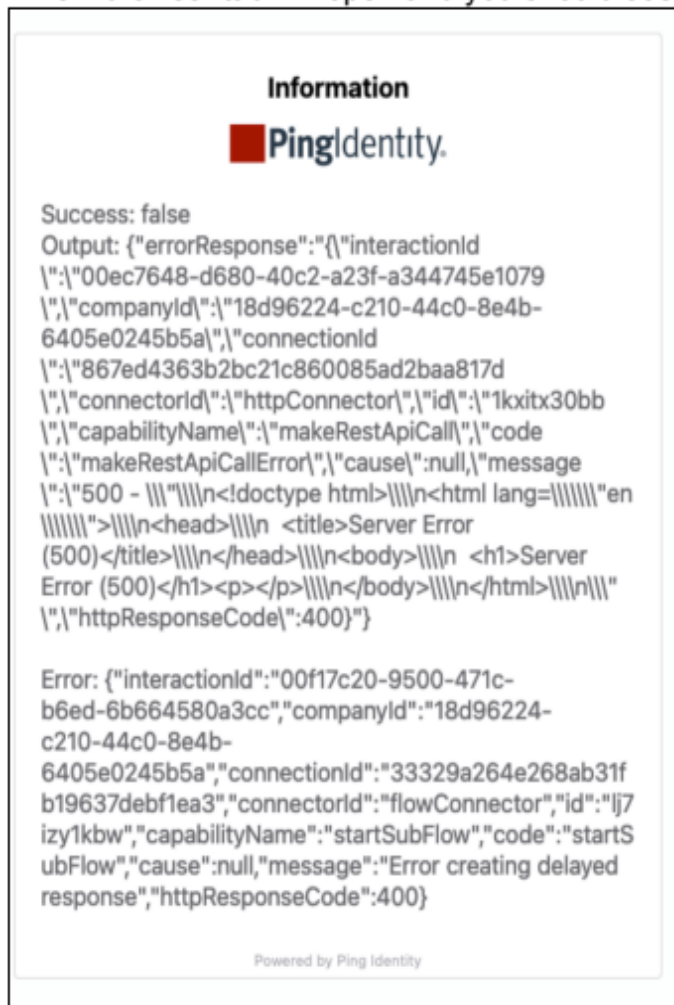 Information
PingIdentity.
Success: false
Output: {"errorResponse":"{\"interactionId
\":\"00ec7648-d680-40c2-a23f-a344745e1079
\",\"companyId\":\"18d96224-c210-44c0-8e4b-
6405e0245b5a\",\"connectionId
\":\"867ed4363b2bc21c860085ad2baa817d
\",\"connectorId\":\"httpConnector\",\"id\":\"1kxitx30bb
\",\"capabilityName\":\"makeRestApiCall\",\"code
\":\"makeRestApiCallError\",\"cause\":null,\"message
\":\"500 - \\\"\\\\n<!doctype html>\\\\n<html lang=\\\\\\\"en
\\\\\\\">\\\\n<head>\\\\n  <title>Server Error
(500)</title>\\\\n</head>\\\\n<body>\\\\n  <h1>Server
Error (500)</h1><p></p>\\\\n</body>\\\\n</html>\\\\n\\\"
\",\"httpResponseCode\":400}"}
Error: {"interactionId":"00f17c20-9500-471c-
b6ed-6b664580a3cc","companyId":"18d96224-
c210-44c0-8e4b-
6405e0245b5a","connectionId":"33329a264e268ab31f
b19637debf1ea3","connectorId":"flowConnector","id":"lj7
izy1kbw","capabilityName":"startSubFlow","code":"startS
ubFlow","cause":null,"message":"Error creating delayed
response","httpResponseCode":400}
Powered by Ping Identity